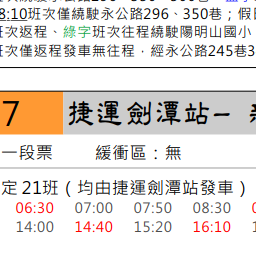 8:10班次僅繞駛永公路296、350巷；假
班次返程、綠字班次往程繞駛陽明山國小
班次僅返程發車無往程，經永公路245巷3
7 捷運劍潭站－
一段票 緩衝區：無
定 21班（均由捷運劍潭站發車）
06:30 07:00 07:50 08:30
14:00 14:40 15:20 16:10